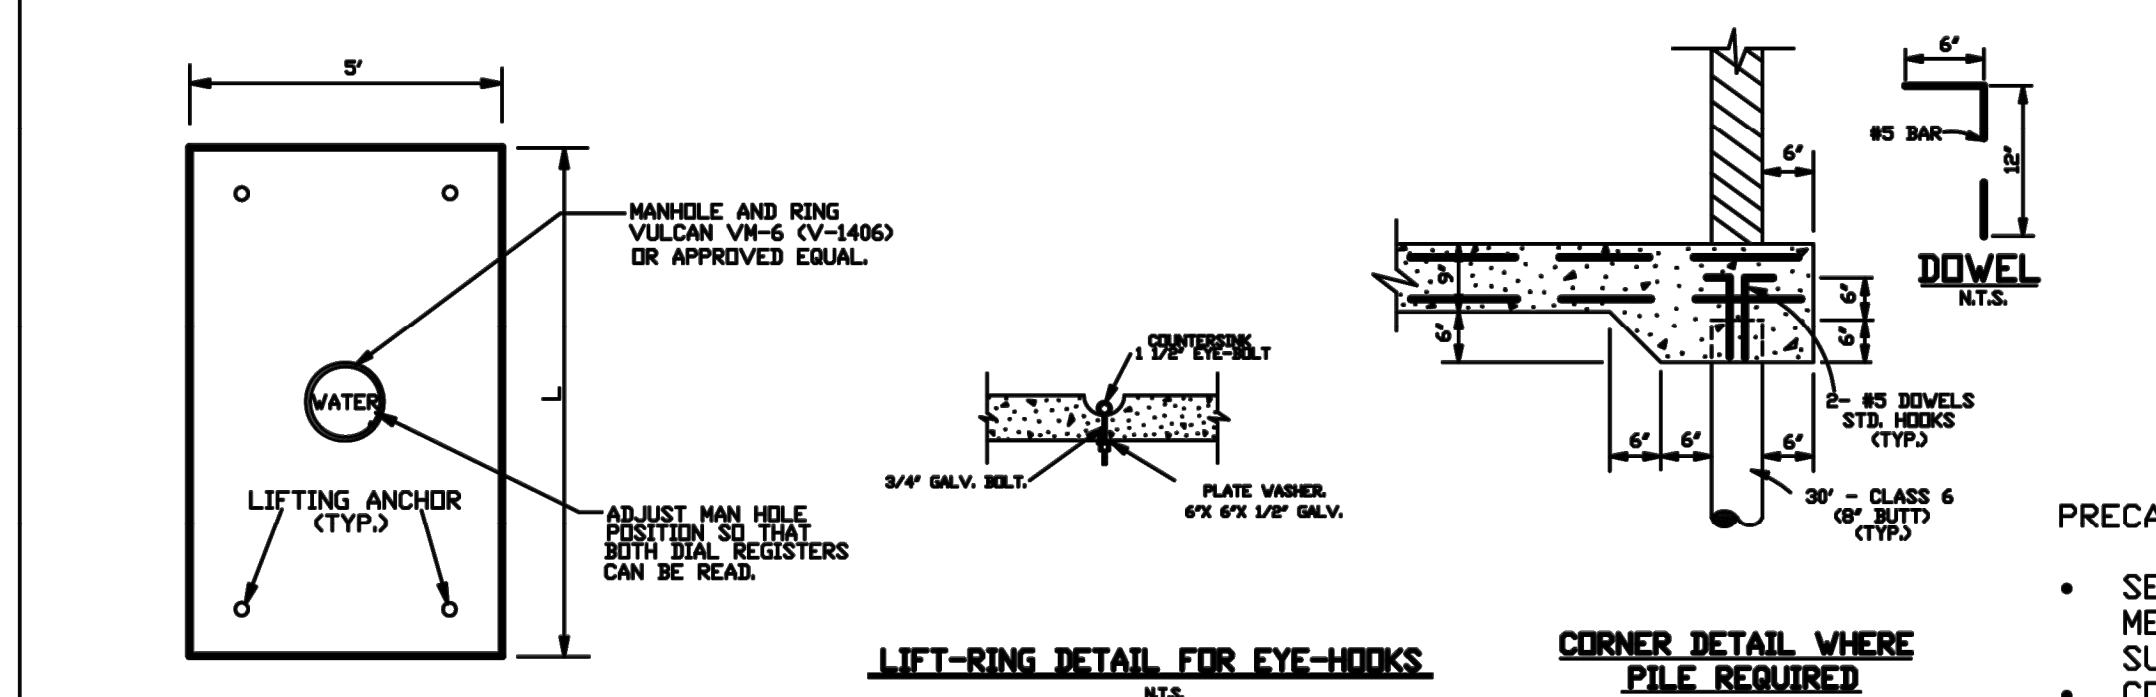 5'
MANHOLE AND RING
VULCAN VM-6 (V-1406)
OR APPROVED EQUAL.
WATER
L
LIFTING ANCHOR
(TYP.)
ADJUST MAN HOLE
POSITION SO THAT
BOTH DIAL REGISTERS
CAN BE READ.
COUNTERSINK
1 1/2" EYE-BOLT
3/4" GALV. BOLT.
PLATE WASHER.
6"X 6"X 1/2" GALV.
LIFT-RING DETAIL FOR EYE-HOOKS
N.T.S.
6"
9"
6"
6"
6"
6"
6"
6"
2- #5 DOWELS
STD. HOOKS
(TYP.)
30' - CLASS 6
(8" BUTT)
(TYP.)
CORNER DETAIL WHERE
PILE REQUIRED
6"
#5 BAR
12"
DOWEL
N.T.S.
PRECA
• SE
ME
SU
•